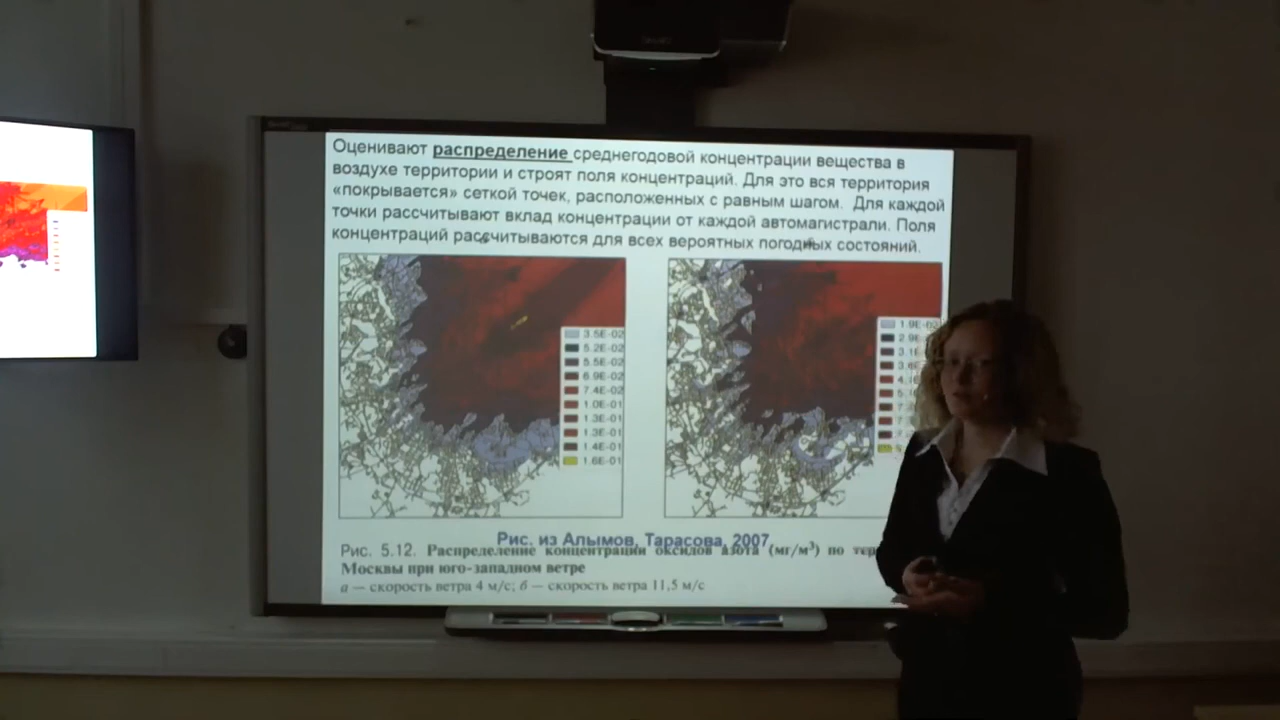 Оценивают распределение среднегодовой концентрации вещества в
воздухе территории и строят поля концентраций. Для это вся территория
«покрывается» сеткой точек, расположенных с равным шагом. Для каждой
точки рассчитывают вклад концентрации от каждой автомагистрали. Поля
концентраций рассчитываются для всех вероятных погодных состояний.
3.5E-02
5.2E-02
5.5E-02
6.9E-02
7.4E-02
1.0E-01
1.3E-01
1.3E-01
1.4E-01
1.6E-01
1.9E-02
2.9E
3.1E
Рис. из Алымов, Тарасова, 2007.
Рис. 5.12. Распределение концентрации оксидов азота (мг/м³) по
Москвы при юго-западном ветре
а — скорость ветра 4 м/с; б — скорость ветра 11,5 м/с